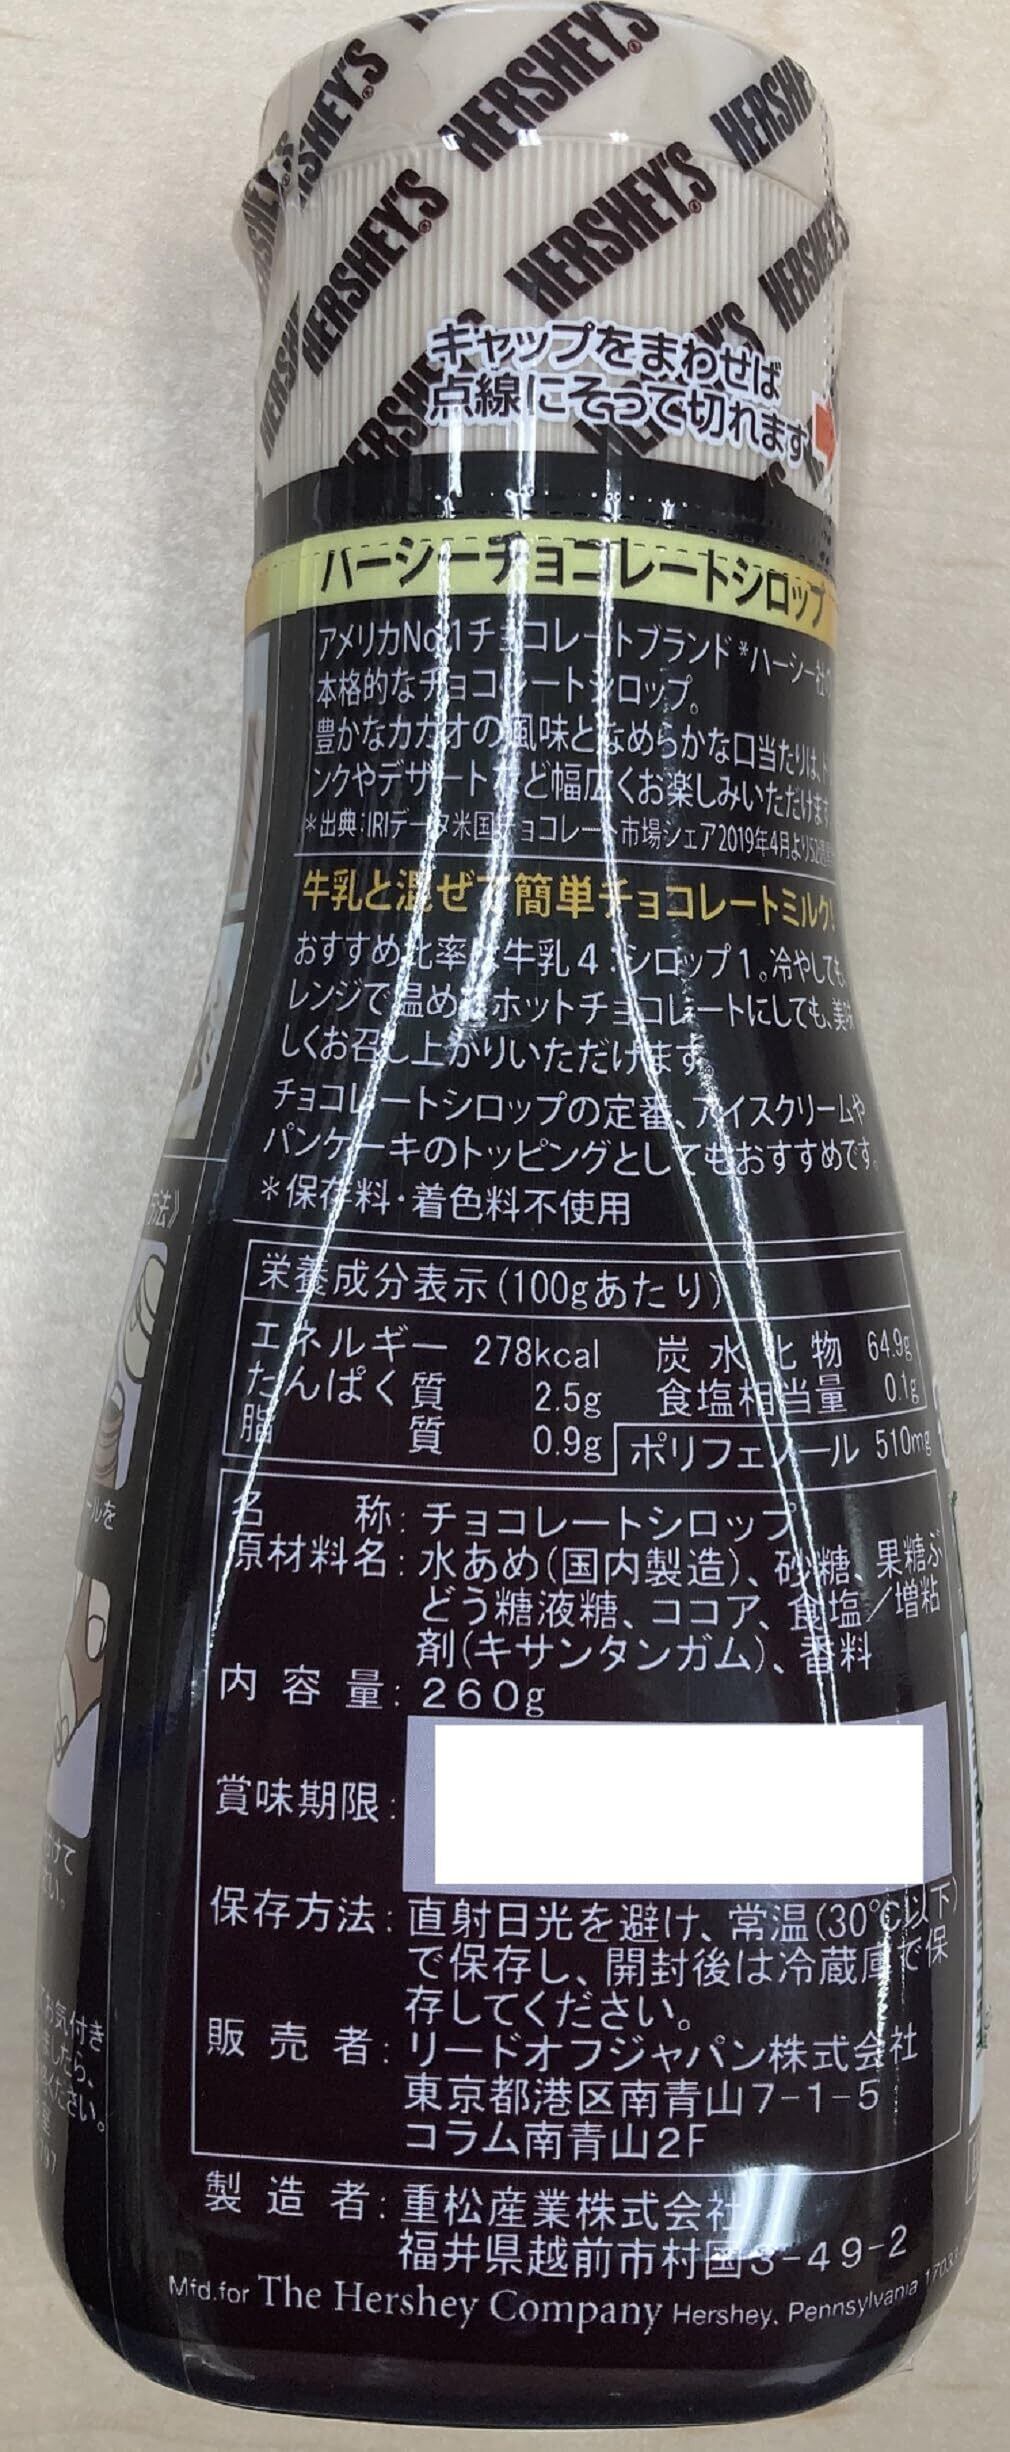 HERSHEY'S
HERSHEY'S
HERSHEY'S
HERSHEY'S
キャップをまわせば
点線にそって切れます
ハーシーチョコレートシロップ
アメリカNo.1チョコレートブランド*ハーシー社
本格的なチョコレートシロップ。
豊かなカカオの風味となめらかな口当たりは、ド
ンクやデザートなど幅広くお楽しみいただけます
*出典:IRIデータ米国チョコレート市場シェア2019年4月より52週
牛乳と混ぜて簡単チョコレートミルク!
おすすめ比率は牛乳4:シロップ1。冷やしても、
レンジで温めてホットチョコレートにしても、美味
しくお召し上がりいただけます。
チョコレートシロップの定番、アイスクリームや
パンケーキのトッピングとしてもおすすめです。
*保存料・着色料不使用
栄養成分表示(100gあたり)
エネルギー 278kcal 炭水化物 64.9g
たんぱく質 2.5g 食塩相当量 0.1g
脂質 0.9g ポリフェノール 510mg
名称:チョコレートシロップ
原材料名:水あめ(国内製造)、砂糖、果糖ぶ
どう糖液糖、ココア、食塩/増粘
剤(キサンタンガム)、香料
内容量:260g
賞味期限:
保存方法:直射日光を避け、常温(30℃以下)
で保存し、開封後は冷蔵庫で保
存してください。
販売者:リードオフジャパン株式会社
東京都港区南青山7-1-5
コラム南青山2F
製造者:重松産業株式会社
福井県越前市村国3-49-2
Mfd.for The Hershey Company Hershey, Pennsylvania